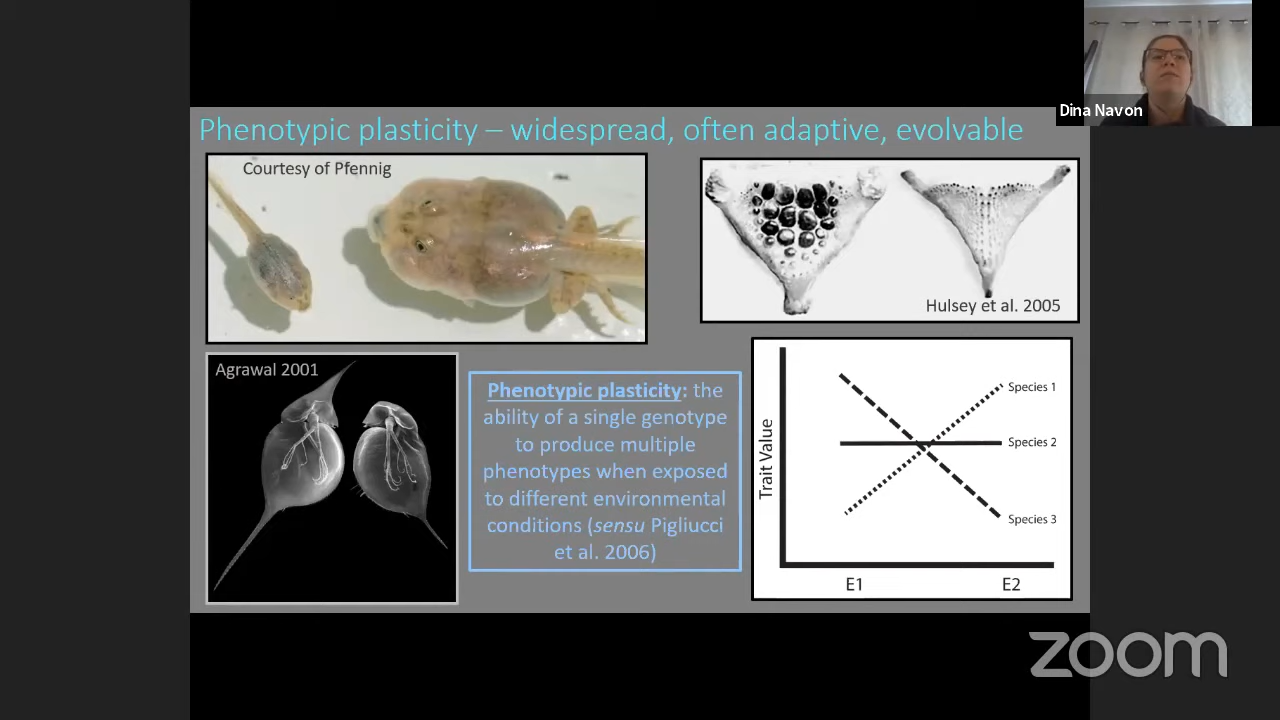 Dina Navon
Phenotypic plasticity – widespread, often adaptive, evolvable
Courtesy of Pfennig
Hulsey et al. 2005
Agrawal 2001
Phenotypic plasticity: the
ability of a single genotype
to produce multiple
phenotypes when exposed
to different environmental
conditions (sensu Pigliucci
et al. 2006)
Trait Value
Species 1
Species 2
Species 3
E1 E2
zoom